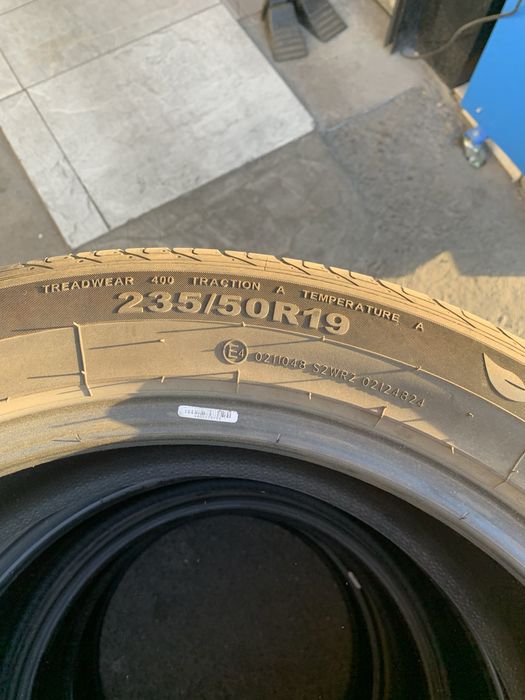 TREADWEAR 400 TRACTION A TEMPERATURE A
235/50R19
E4 0211048 S2WR2 02124824